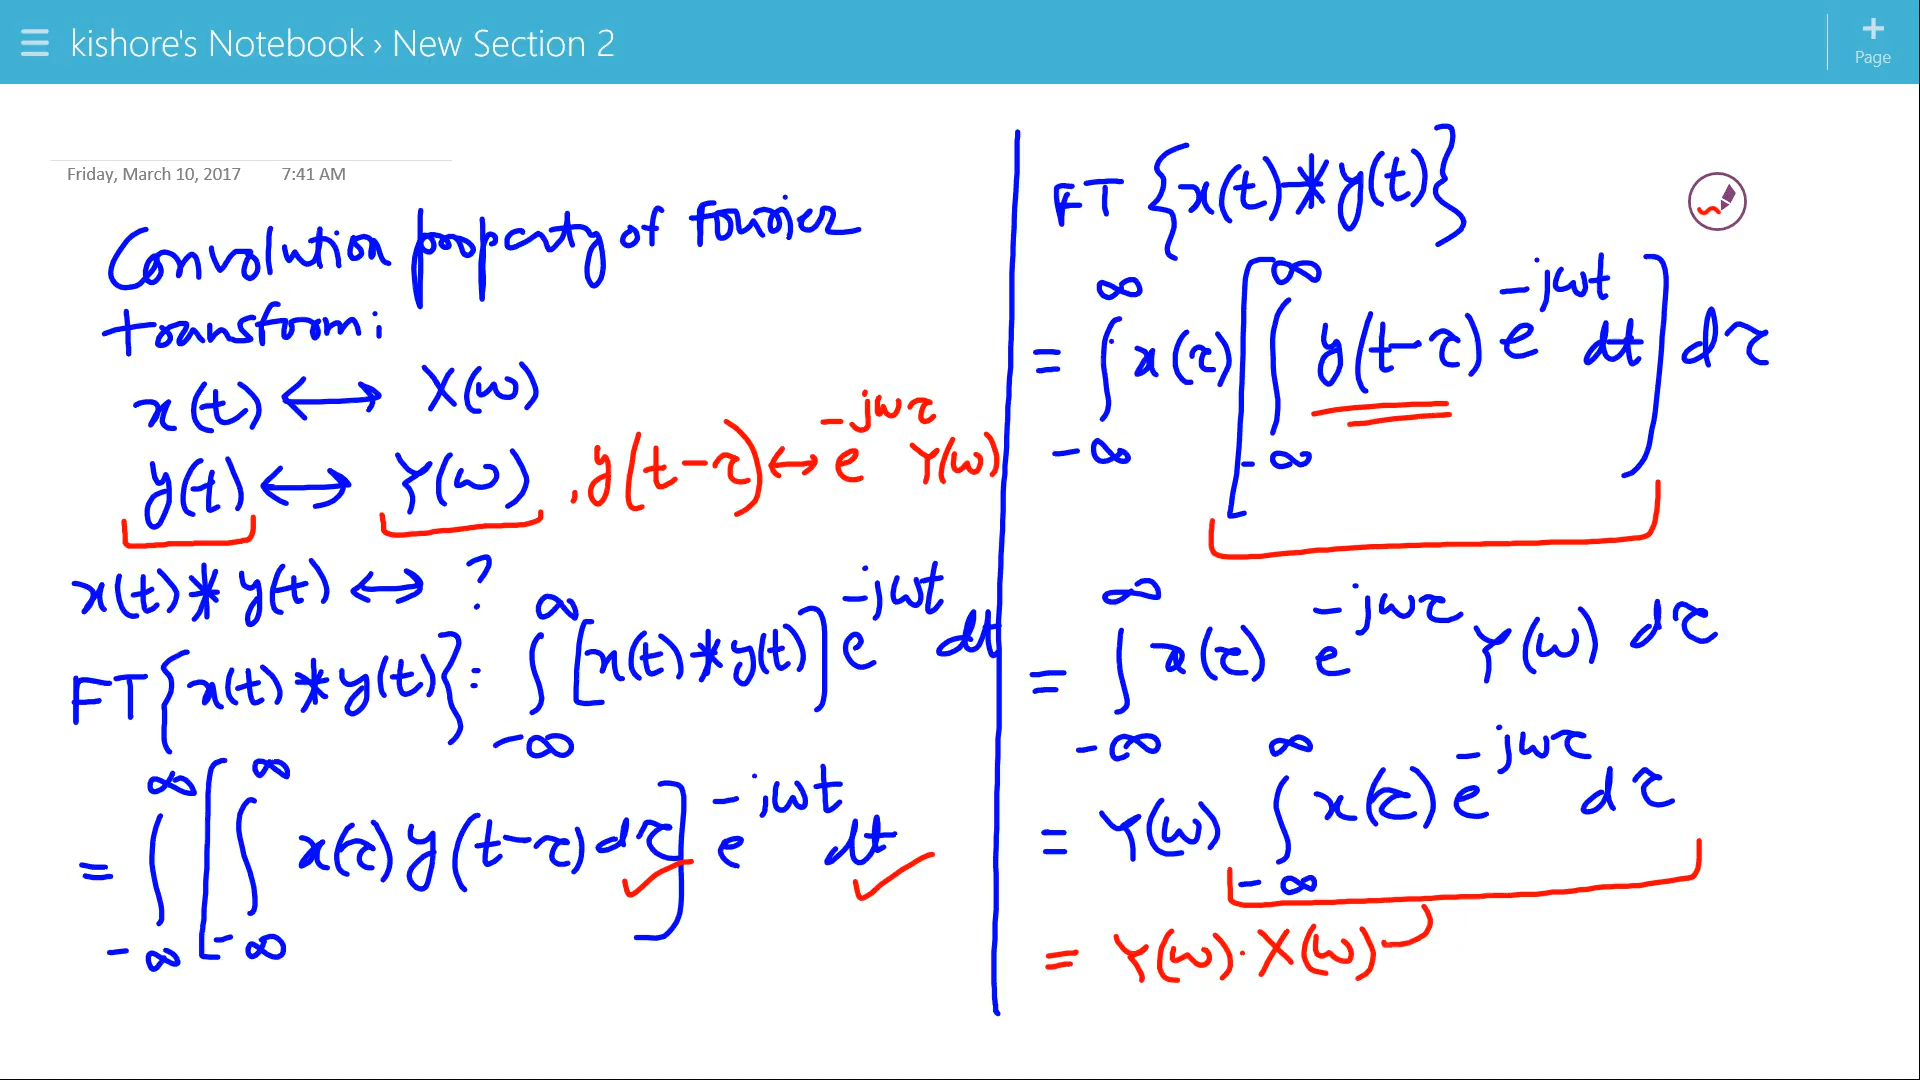 kishore's Notebook › New Section 2
+
Page
Friday, March 10, 2017 7:41 AM
Convolution property of fourier
transform:
x(t) ↔ X(ω)
y(t) ↔ Y(ω) , y(t-τ) ↔ e^{-jωτ} Y(ω)
x(t) * y(t) ↔ ?
FT{x(t) * y(t)} = ∫_{-∞}^{∞} [x(t) * y(t)] e^{-jωt} dt
= ∫_{-∞}^{∞} [∫_{-∞}^{∞} x(τ) y(t-τ) dτ] e^{-jωt} dt
FT {x(t) * y(t)}
= ∫_{-∞}^{∞} x(τ) [∫_{-∞}^{∞} y(t-τ) e^{-jωt} dt] dτ
= ∫_{-∞}^{∞} x(τ) e^{-jωτ} Y(ω) dτ
= Y(ω) ∫_{-∞}^{∞} x(τ) e^{-jωτ} dτ
= Y(ω) · X(ω)